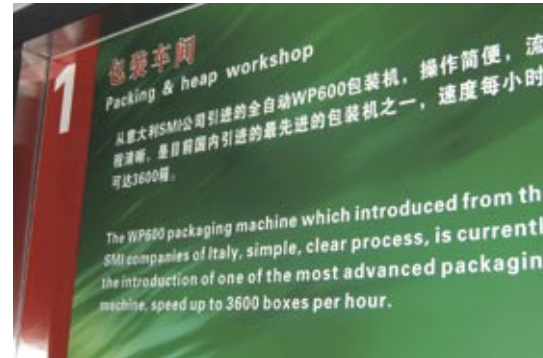 1
包装车间
Packing & heap workshop
从意大利SMI公司引进的全自动WP600包装机，操作简便，流
程清晰，是目前国内引进的最先进的包装机之一，速度每小时
可达3600箱。
The WP600 packaging machine which introduced from th
SMI companies of Italy, simple, clear process, is currentl
the introduction of one of the most advanced packagin
machine, speed up to 3600 boxes per hour.